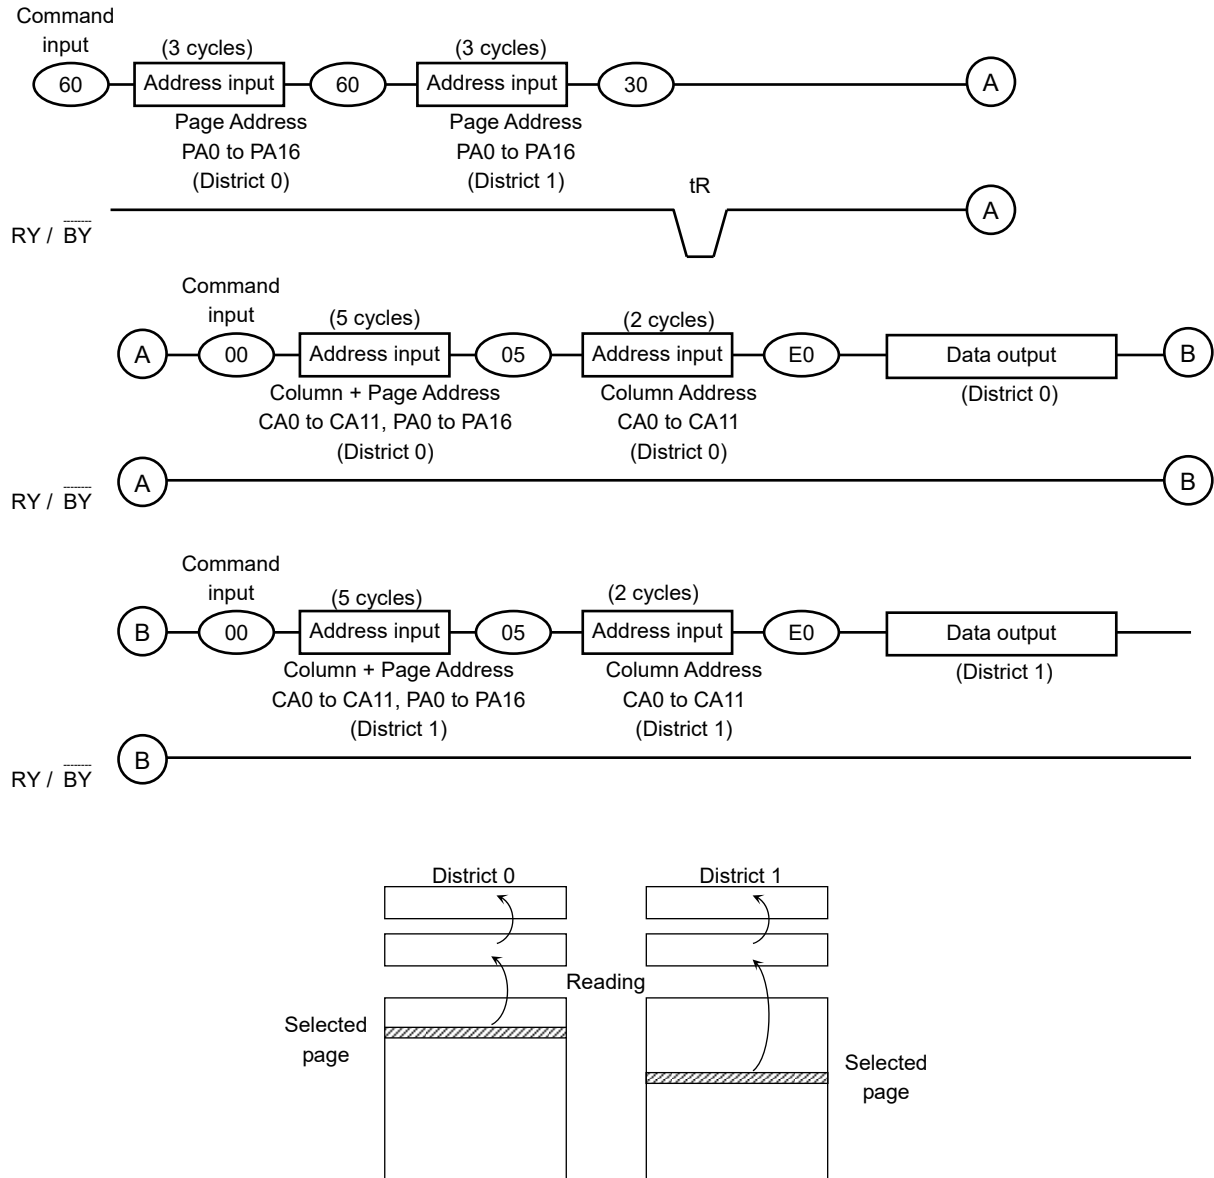 Command
input
(3 cycles)
(3 cycles)
60
Address input
60
Address input
30
A
Page Address
PA0 to PA16
(District 0)
Page Address
PA0 to PA16
(District 1)
tR
A
RY / BY
Command
input
(5 cycles)
(2 cycles)
A
00
Address input
05
Address input
E0
Data output
B
Column + Page Address
CA0 to CA11, PA0 to PA16
(District 0)
Column Address
CA0 to CA11
(District 0)
(District 0)
RY / BY
A
B
Command
input
(5 cycles)
(2 cycles)
B
00
Address input
05
Address input
E0
Data output
Column + Page Address
CA0 to CA11, PA0 to PA16
(District 1)
Column Address
CA0 to CA11
(District 1)
(District 1)
RY / BY
B
District 0
District 1
Reading
Selected
page
Selected
page